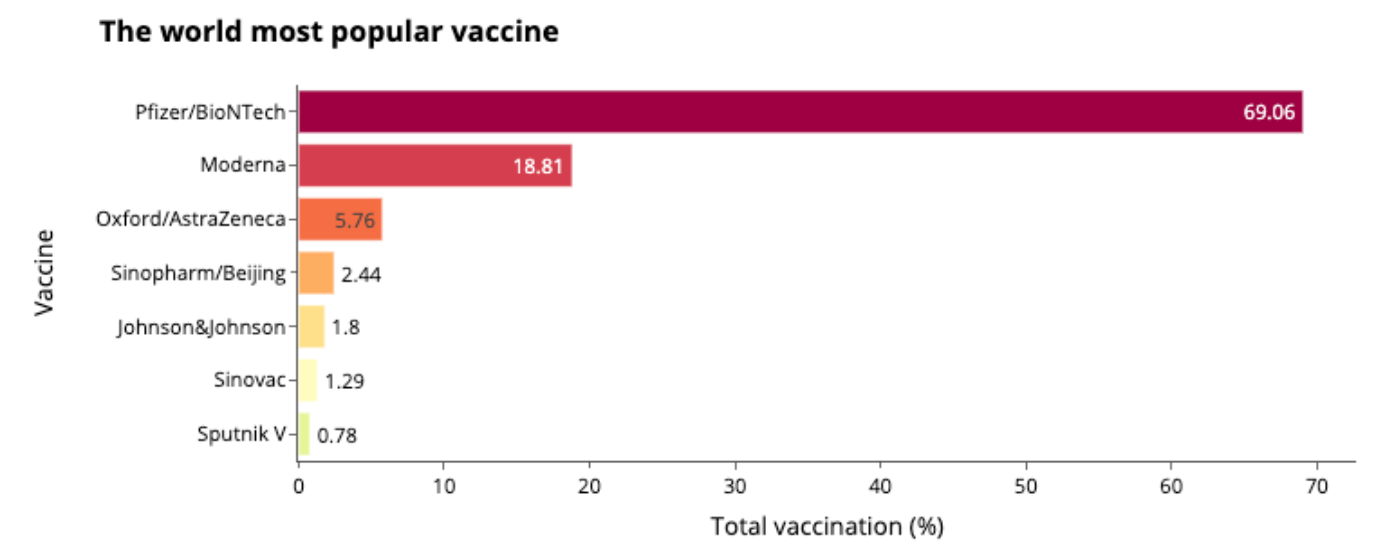 The world most popular vaccine
Vaccine
Pfizer/BioNTech 69.06
Moderna 18.81
Oxford/AstraZeneca 5.76
Sinopharm/Beijing 2.44
Johnson&Johnson 1.8
Sinovac 1.29
Sputnik V 0.78
0 10 20 30 40 50 60 70
Total vaccination (%)